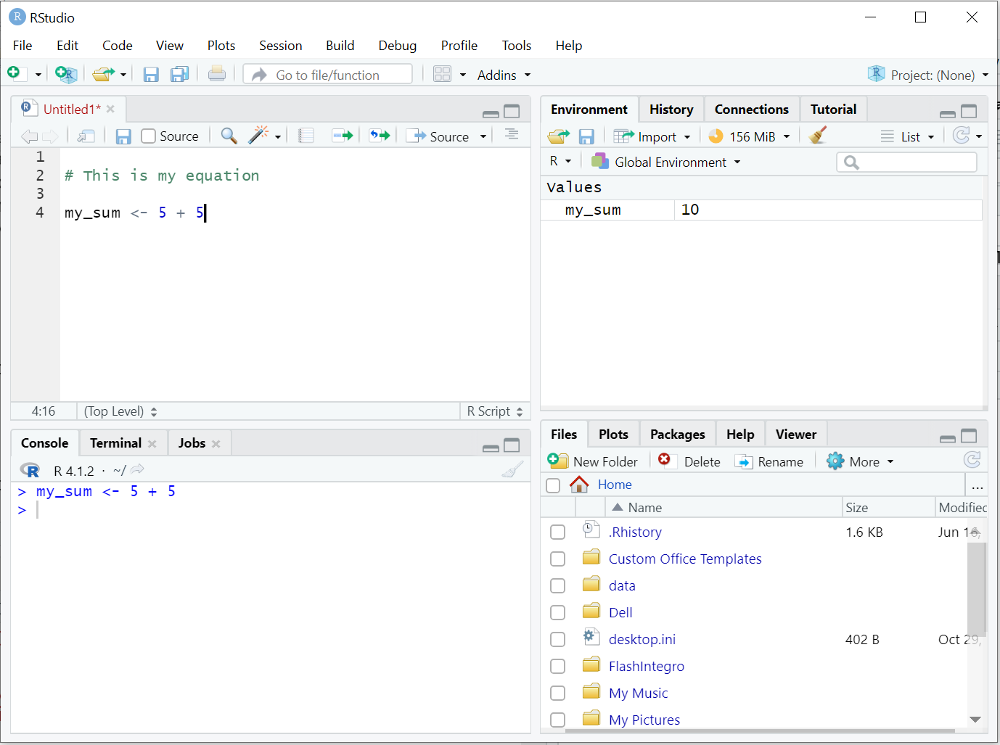 RStudio
File Edit Code View Plots Session Build Debug Profile Tools Help
Go to file/function Addins Project: (None)
Untitled1*
Source Source
1
2 # This is my equation
3
4 my_sum <- 5 + 5
4:16 (Top Level) R Script
Console Terminal Jobs
R 4.1.2 · ~/
> my_sum <- 5 + 5
>
Environment History Connections Tutorial
Import 156 MiB List
R Global Environment
Values
my_sum 10
Files Plots Packages Help Viewer
New Folder Delete Rename More
Home ...
Name Size Modified
.Rhistory 1.6 KB Jun 16,
Custom Office Templates
data
Dell
desktop.ini 402 B Oct 29,
FlashIntegro
My Music
My Pictures